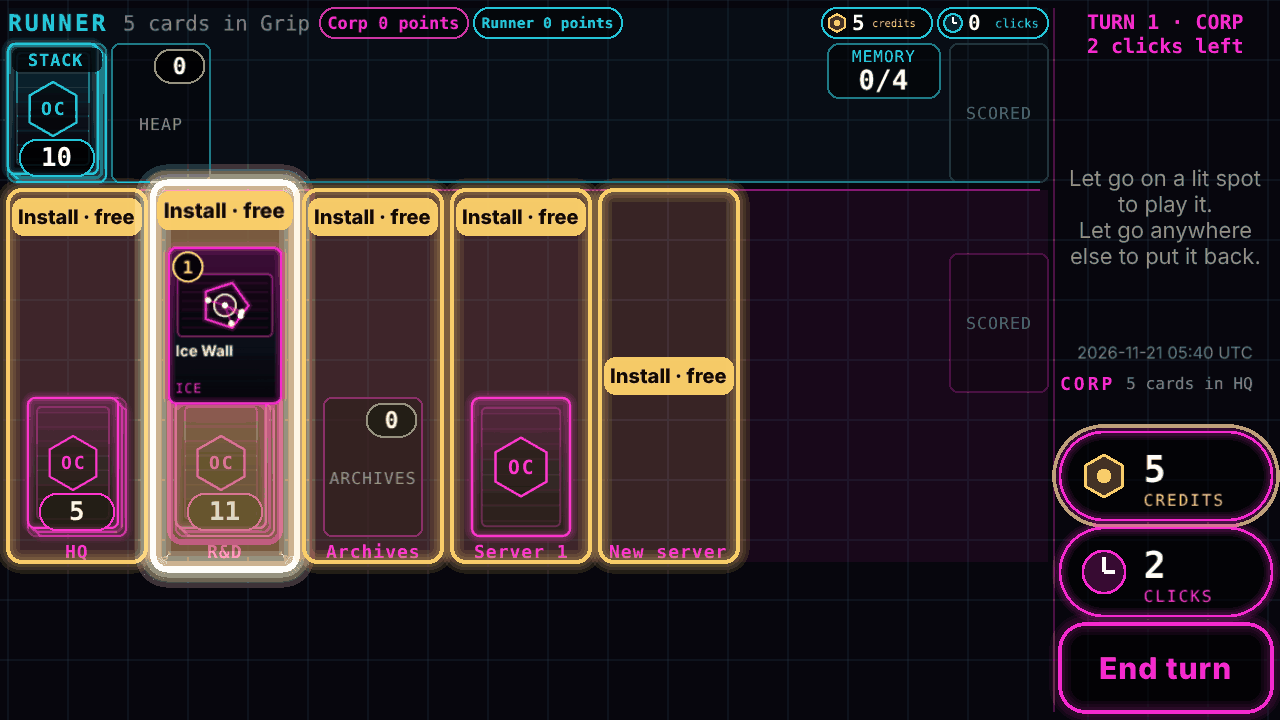 RUNNER 5 cards in Grip Corp 0 points Runner 0 points
5 credits 0 clicks
TURN 1 · CORP
2 clicks left
STACK
OC
10
0
HEAP
MEMORY
0/4
SCORED
Let go on a lit spot
to play it.
Let go anywhere
else to put it back.
Install · free
Install · free
Install · free
Install · free
Install · free
1
Ice Wall
ICE
OC
5
HQ
OC
11
R&D
0
ARCHIVES
Archives
OC
Server 1
New server
SCORED
2026-11-21 05:40 UTC
CORP 5 cards in HQ
5
CREDITS
2
CLICKS
End turn